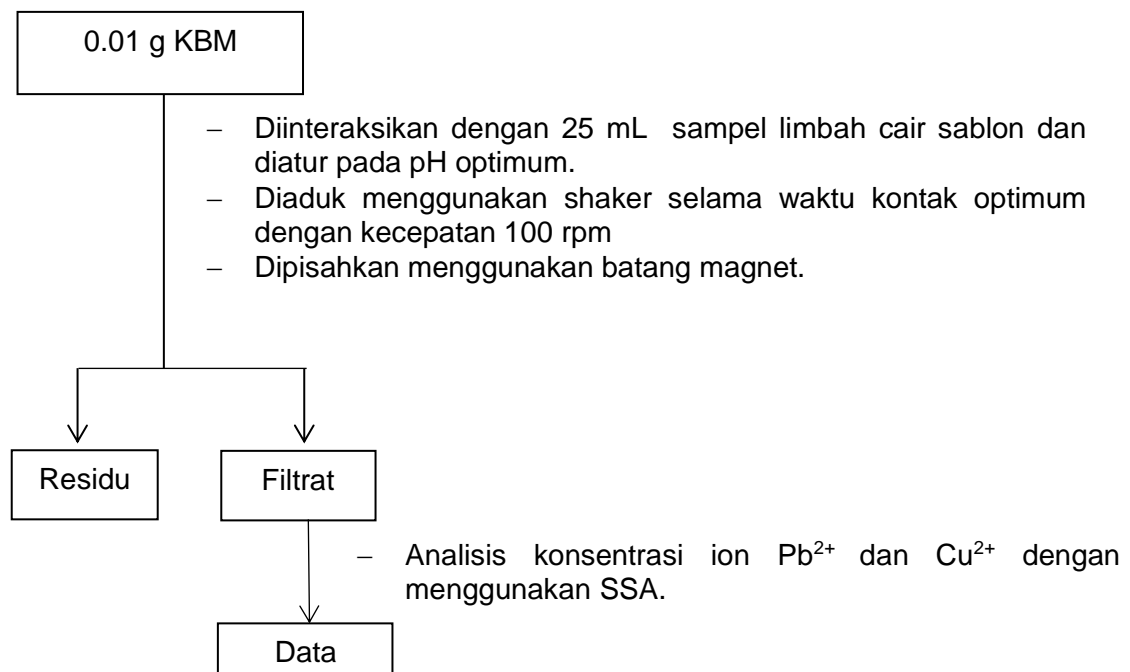 0.01 g KBM
– Diinteraksikan dengan 25 mL sampel limbah cair sablon dan
diatur pada pH optimum.
– Diaduk menggunakan shaker selama waktu kontak optimum
dengan kecepatan 100 rpm
– Dipisahkan menggunakan batang magnet.
Residu
Filtrat
– Analisis konsentrasi ion Pb²⁺ dan Cu²⁺ dengan
menggunakan SSA.
Data